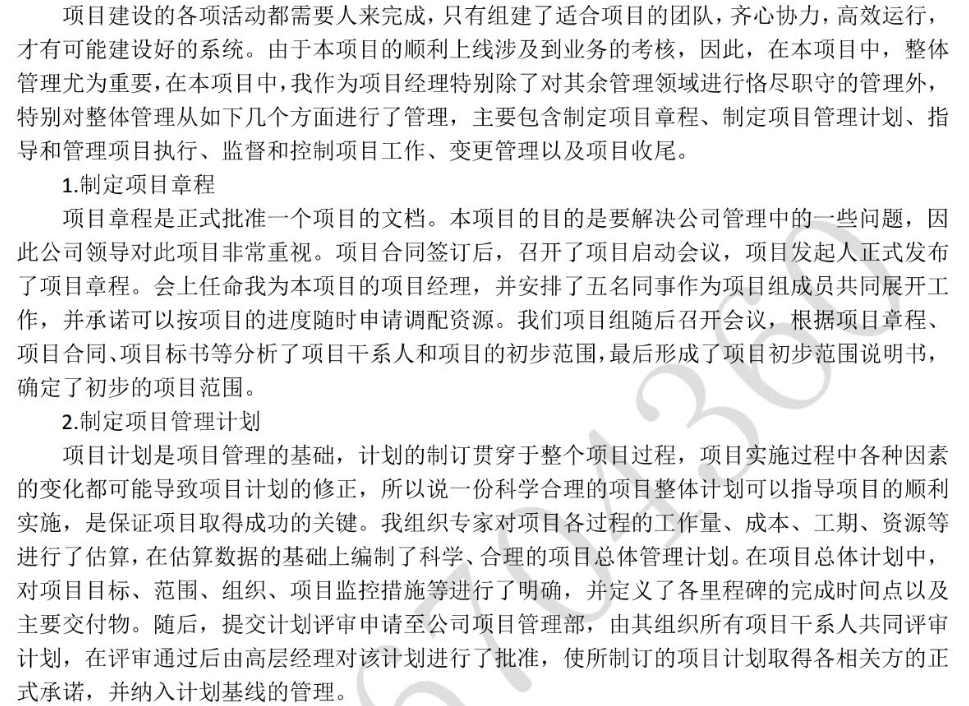 项目建设的各项活动都需要人来完成，只有组建了适合项目的团队，齐心协力，高效运行，
才有可能建设好的系统。由于本项目的顺利上线涉及到业务的考核，因此，在本项目中，整体
管理尤为重要，在本项目中，我作为项目经理特别除了对其余管理领域进行恪尽职守的管理外，
特别对整体管理从如下几个方面进行了管理，主要包含制定项目章程、制定项目管理计划、指
导和管理项目执行、监督和控制项目工作、变更管理以及项目收尾。
1.制定项目章程
项目章程是正式批准一个项目的文档。本项目的目的是要解决公司管理中的一些问题，因
此公司领导对此项目非常重视。项目合同签订后，召开了项目启动会议，项目发起人正式发布
了项目章程。会上任命我为本项目的项目经理，并安排了五名同事作为项目组成员共同展开工
作，并承诺可以按项目的进度随时申请调配资源。我们项目组随后召开会议，根据项目章程、
项目合同、项目标书等分析了项目干系人和项目的初步范围，最后形成了项目初步范围说明书，
确定了初步的项目范围。
2.制定项目管理计划
项目计划是项目管理的基础，计划的制订贯穿于整个项目过程，项目实施过程中各种因素
的变化都可能导致项目计划的修正，所以说一份科学合理的项目整体计划可以指导项目的顺利
实施，是保证项目取得成功的关键。我组织专家对项目各过程的工作量、成本、工期、资源等
进行了估算，在估算数据的基础上编制了科学、合理的项目总体管理计划。在项目总体计划中，
对项目目标、范围、组织、项目监控措施等进行了明确，并定义了各里程碑的完成时间点以及
主要交付物。随后，提交计划评审申请至公司项目管理部，由其组织所有项目干系人共同评审
计划，在评审通过后由高层经理对该计划进行了批准，使所制订的项目计划取得各相关方的正
式承诺，并纳入计划基线的管理。
6704360